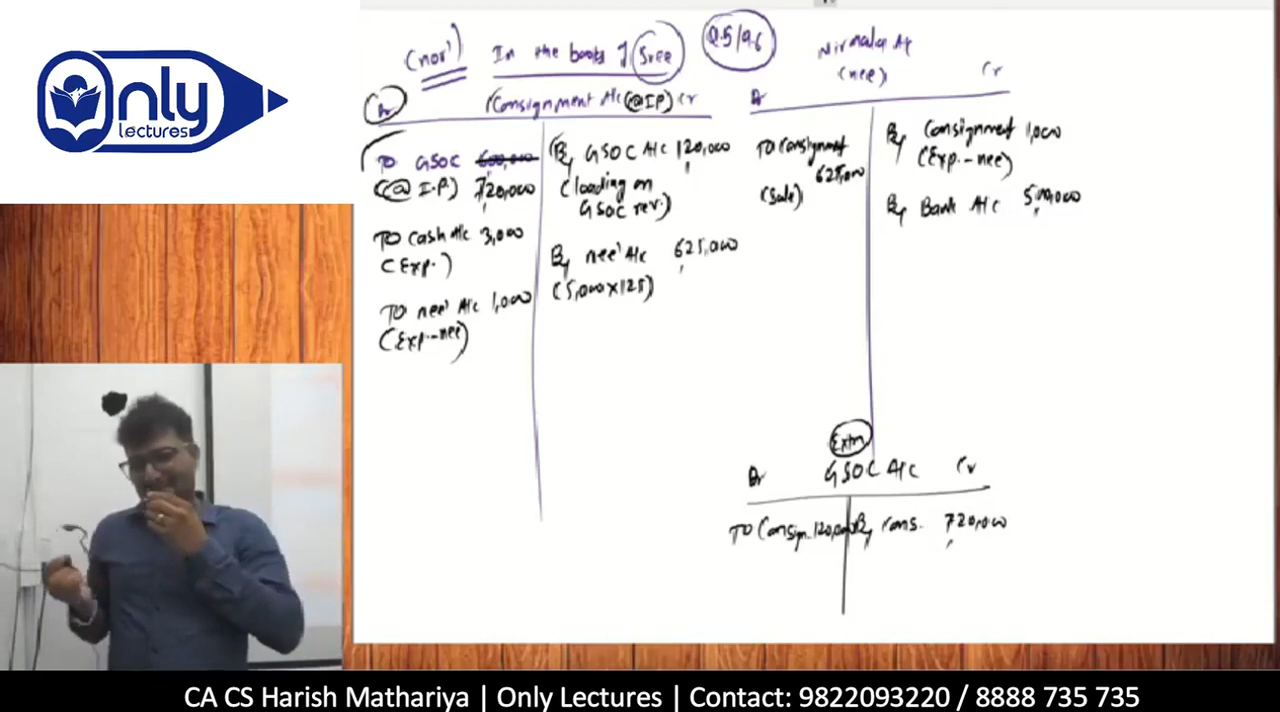 Only
Lectures
(nor')
In the books of Sree
Q.5/9.6
Nirmala A/c
(nee)
Dr
Cr
Dr
Consignment A/c (@I.P) Cr
To GSOC 600,000
(@ I.P.) 720,000
To Cash A/c 3,000
(Exp.)
To nee' A/c 1,000
(Exp.-nee)
By GSOC A/c 120,000
(loading on
GSOC rev.)
By nee' A/c 625,000
(5,000 x 125)
To Consignment
625,000
(Sale)
By Consignment 1,000
(Exp.-nee)
By Bank A/c 500,000
Extra
Dr GSOC A/c Cr
To Consign. 120,000
By Cons. 720,000
CA CS Harish Mathariya | Only Lectures | Contact: 9822093220 / 8888 735 735